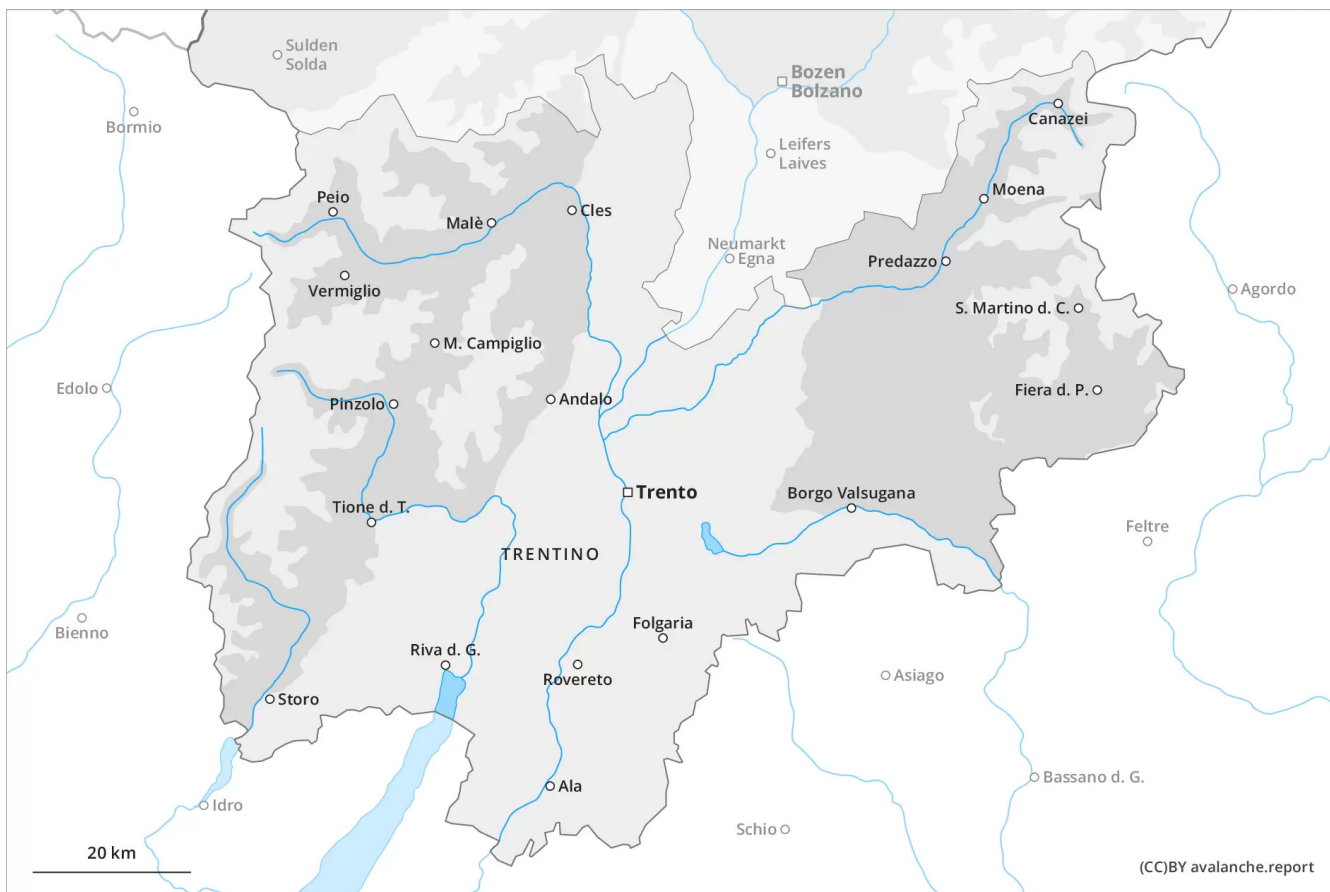 Sulden
Solda
Bozen
Bolzano
Bormio
Canazei
Leifers
Laives
Peio
Moena
Malè
Cles
Neumarkt
Egna
Predazzo
Vermiglio
Agordo
S. Martino d. C.
M. Campiglio
Edolo
Fiera d. P.
Pinzolo
Andalo
Trento
Borgo Valsugana
Tione d. T.
Feltre
TRENTINO
Bienno
Folgaria
Riva d. G.
Asiago
Rovereto
Storo
Bassano d. G.
Ala
Idro
Schio
20 km
(CC)BY avalanche.report